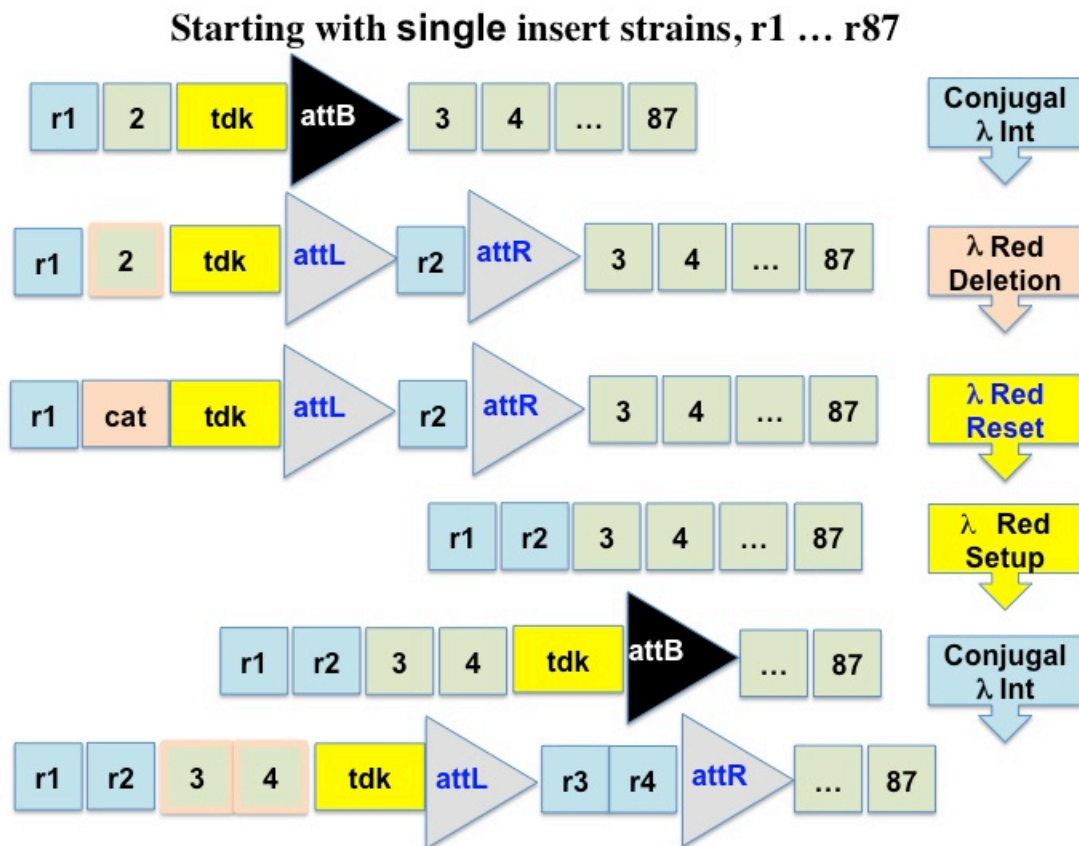 Starting with single insert strains, r1 … r87
r1 2 tdk attB 3 4 … 87
Conjugal
λ Int
r1 2 tdk attL r2 attR 3 4 … 87
λ Red
Deletion
r1 cat tdk attL r2 attR 3 4 … 87
λ Red
Reset
r1 r2 3 4 … 87
λ Red
Setup
r1 r2 3 4 tdk attB … 87
Conjugal
λ Int
r1 r2 3 4 tdk attL r3 r4 attR … 87